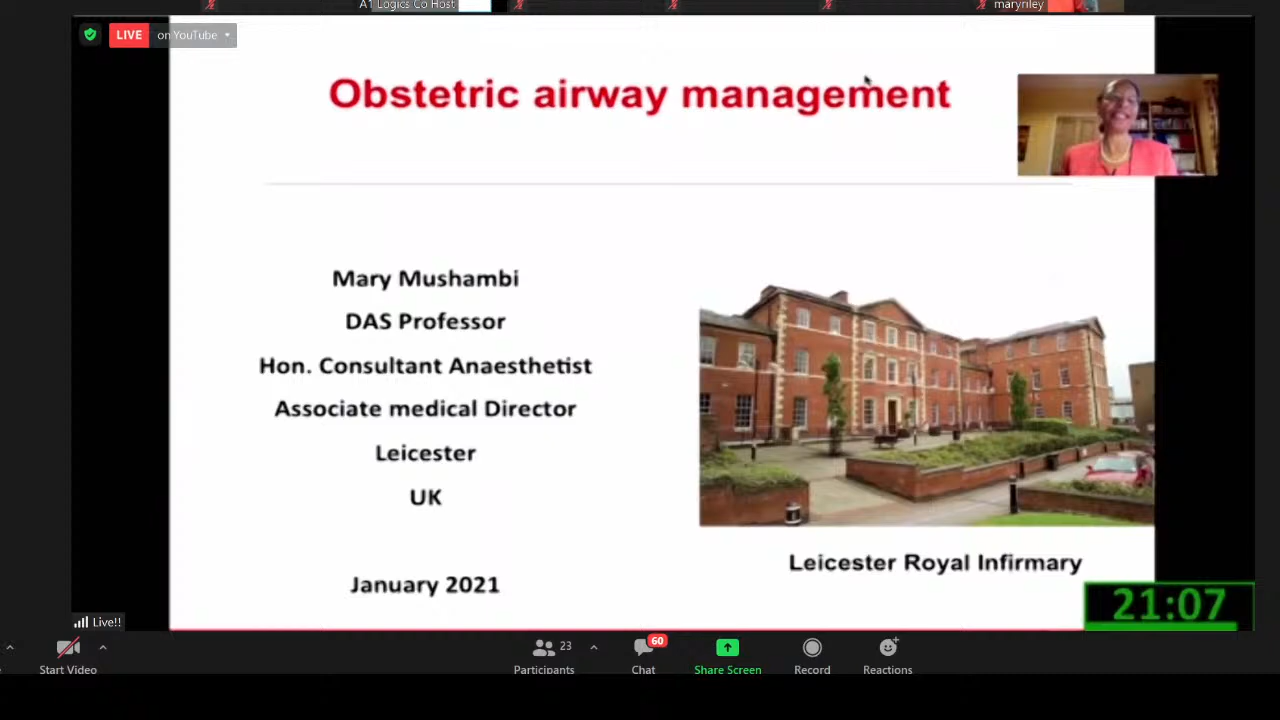 A1 Logics Co Host
maryriley
LIVE on YouTube
Obstetric airway management
Mary Mushambi
DAS Professor
Hon. Consultant Anaesthetist
Associate medical Director
Leicester
UK
January 2021
Leicester Royal Infirmary
21:07
Live!!
23
60
Start Video
Participants
Chat
Share Screen
Record
Reactions